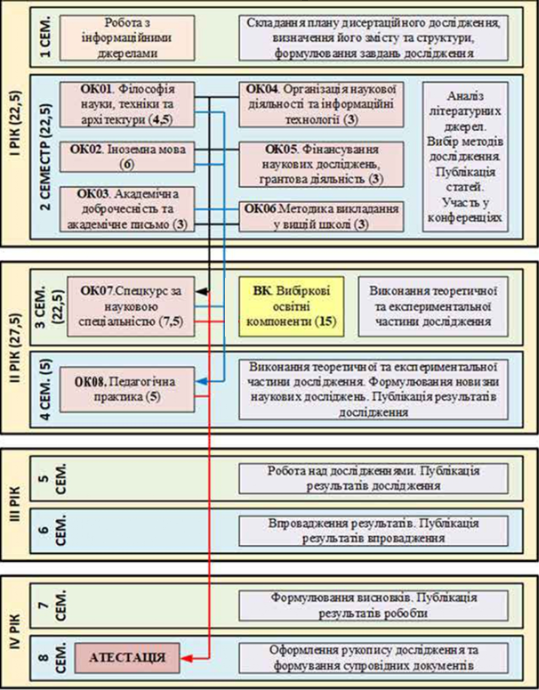 І РІК (22,5)
1 СЕМ.
Робота з
інформаційними
джерелами
Складання плану дисертаційного дослідження,
визначення його змісту та структури,
формулювання завдань дослідження
2 СЕМЕСТР (22,5)
ОК01. Філософія
науки, техніки та
архітектури (4,5)
ОК04. Організація наукової
діяльності та інформаційні
технології (3)
ОК02. Іноземна мова
(6)
ОК05. Фінансування
наукових досліджень,
грантова діяльність (3)
ОК03. Академічна
доброчесність та
академічне письмо (3)
ОК06.Методика викладання
у вищій школі (3)
Аналіз
літературних
джерел.
Вибір методів
дослідження.
Публікація
статей.
Участь у
конференціях
ІІ РІК (27,5)
3 СЕМ.
(22,5)
ОК07.Спецкурс за
науковою
спеціальністю (7,5)
ВК. Вибіркові
освітні
компоненти (15)
Виконання теоретичної
та експериментальної
частини дослідження
4 СЕМ. (5)
ОК08. Педагогічна
практика (5)
Виконання теоретичної та експериментальної
частини дослідження. Формулювання новизни
наукових досліджень. Публікація результатів
дослідження
ІІІ РІК
5
СЕМ.
Робота над дослідженнями. Публікація
результатів дослідження
6
СЕМ.
Впровадження результатів. Публікація
результатів впровадження
IV РІК
7
СЕМ.
Формулювання висновків. Публікація
результатів робобти
8
СЕМ.
АТЕСТАЦІЯ
Оформлення рукопису дослідження та
формування супровідних документів